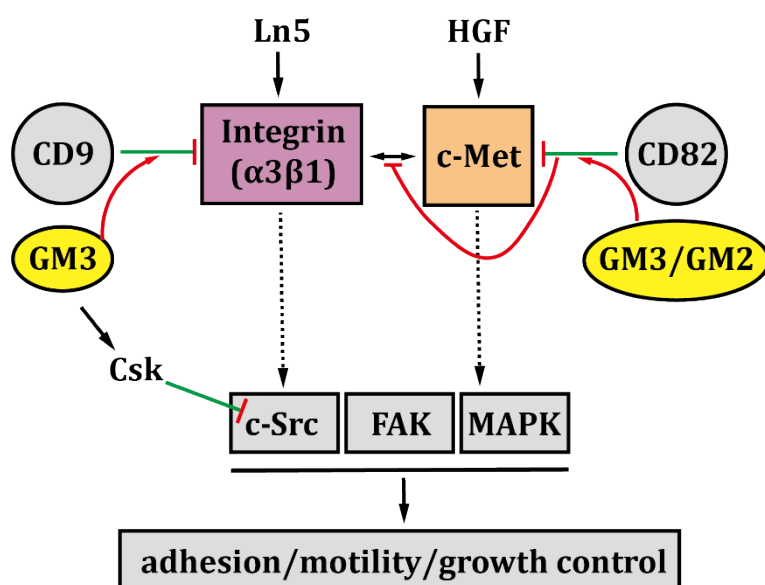 Ln5
HGF
CD9
Integrin
(α3β1)
c-Met
CD82
GM3
GM3/GM2
Csk
c-Src
FAK
MAPK
adhesion/motility/growth control